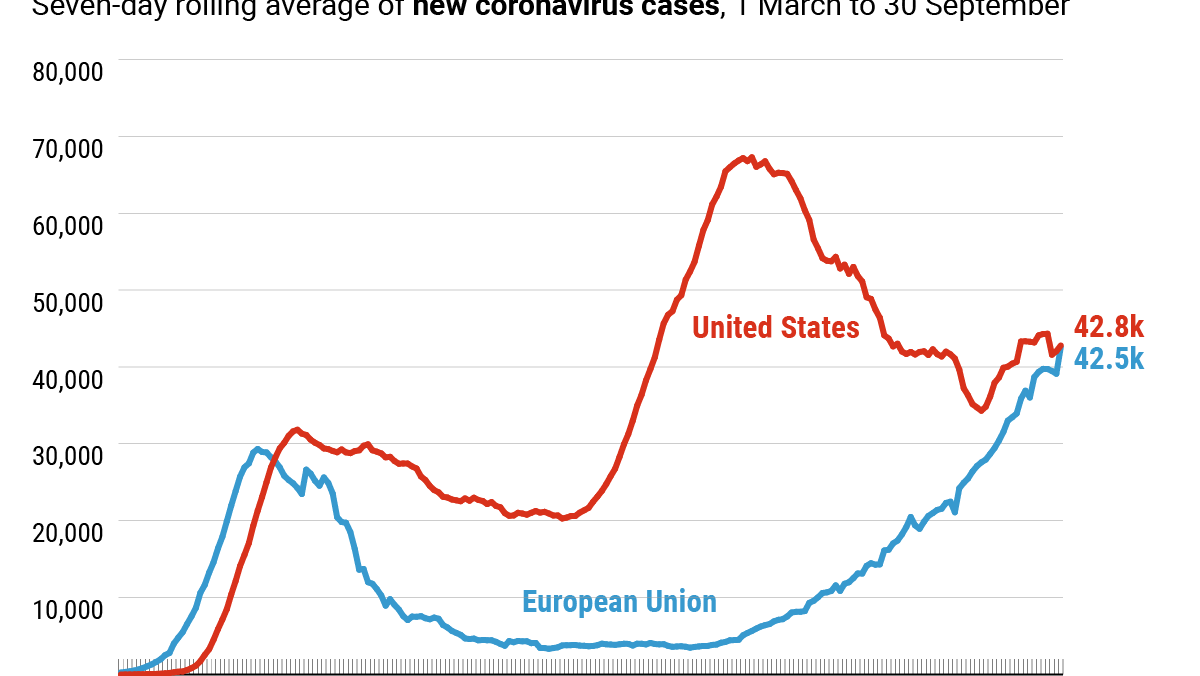 Seven-day rolling average of new coronavirus cases, 1 March to 30 September
80,000
70,000
60,000
50,000
United States
42.8k
42.5k
40,000
30,000
20,000
European Union
10,000